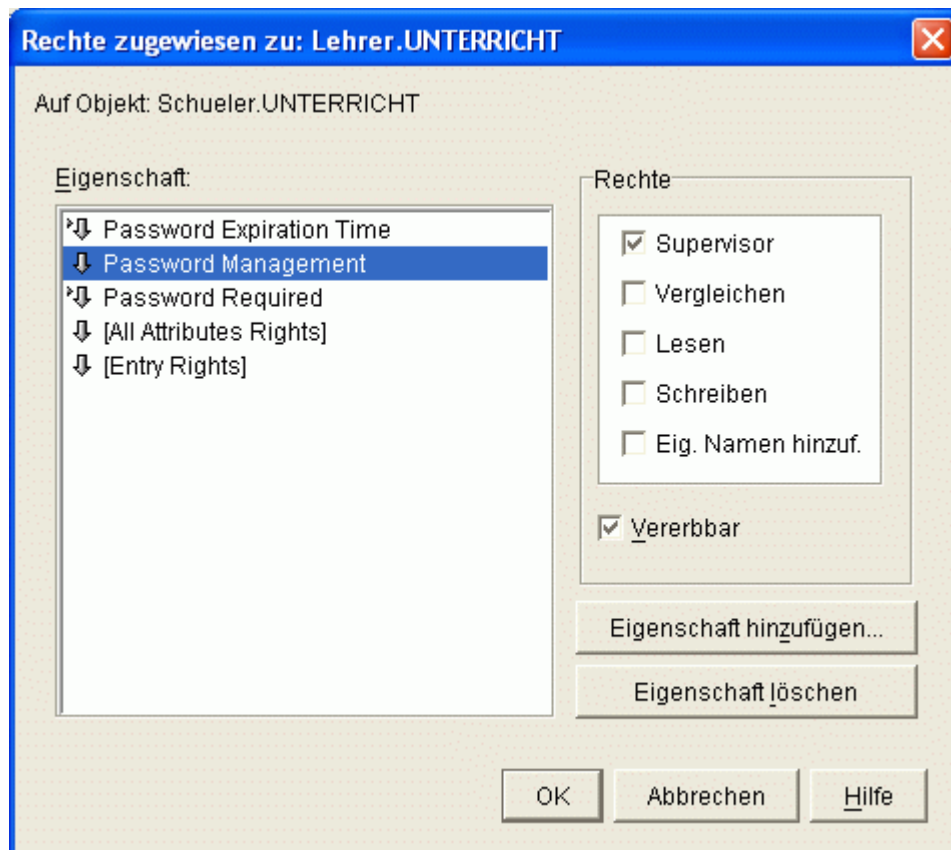 Rechte zugewiesen zu: Lehrer.UNTERRICHT
Auf Objekt: Schueler.UNTERRICHT
Eigenschaft:
Password Expiration Time
Password Management
Password Required
[All Attributes Rights]
[Entry Rights]
Rechte
Supervisor
Vergleichen
Lesen
Schreiben
Eig. Namen hinzuf.
Vererbbar
Eigenschaft hinzufügen...
Eigenschaft löschen
OK
Abbrechen
Hilfe